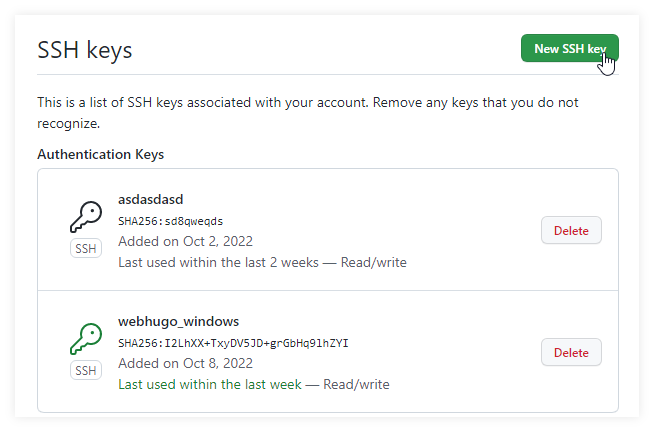 SSH keys
New SSH key
This is a list of SSH keys associated with your account. Remove any keys that you do not
recognize.
Authentication Keys
asdasdasd
SHA256:sd8qweqds
SSH
Added on Oct 2, 2022
Last used within the last 2 weeks — Read/write
Delete
webhugo_windows
SHA256:I2LhXX+TxyDV5JD+grGbHq9lhZYI
SSH
Added on Oct 8, 2022
Last used within the last week — Read/write
Delete